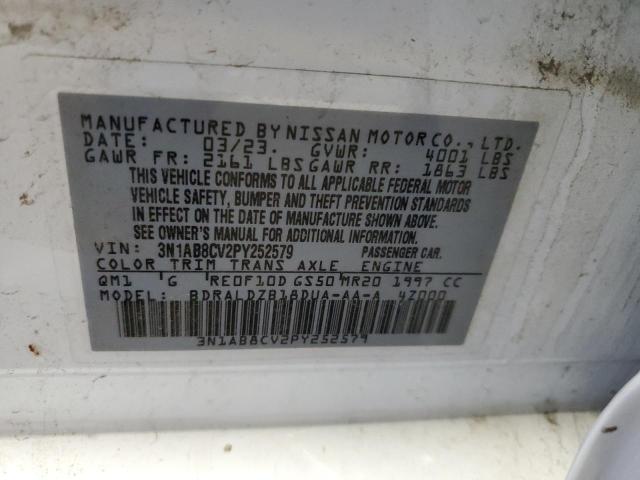 MANUFACTURED BY NISSAN MOTOR CO., LTD.
DATE: 03/23. GVWR: 4001 LBS
GAWR FR: 2161 LBS GAWR RR: 1863 LBS
THIS VEHICLE CONFORMS TO ALL APPLICABLE FEDERAL MOTOR
VEHICLE SAFETY, BUMPER AND THEFT PREVENTION STANDARDS
IN EFFECT ON THE DATE OF MANUFACTURE SHOWN ABOVE.
SEE OWNER'S MANUAL FOR ADDITIONAL INFORMATION.
VIN: 3N1AB8CV2PY252579 PASSENGER CAR.
COLOR TRIM TRANS AXLE ENGINE
QM1 G RE0F10D GS50 MR20 1997 CC
MODEL: BDRALDZB18DUA-AA-A 4Z000
3N1AB8CV2PY252579